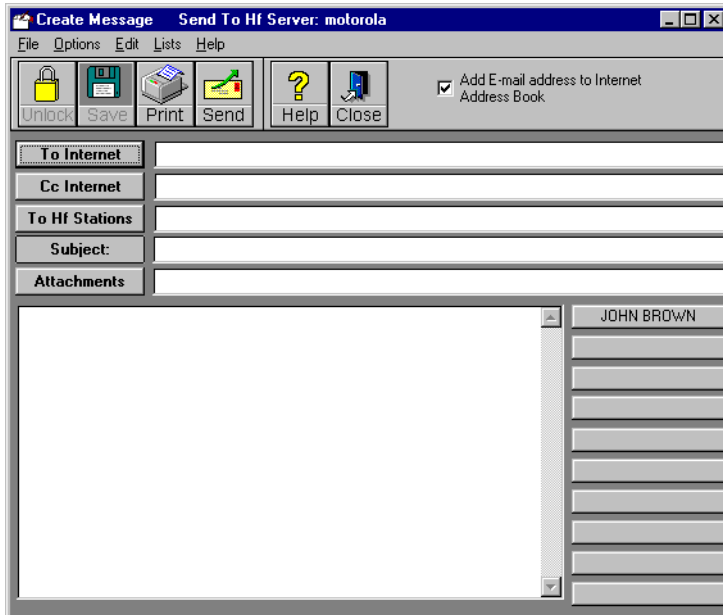 Create Message Send To Hf Server: motorola
File Options Edit Lists Help
Unlock Save Print Send Help Close
Add E-mail address to Internet
Address Book
To Internet
Cc Internet
To Hf Stations
Subject:
Attachments
JOHN BROWN